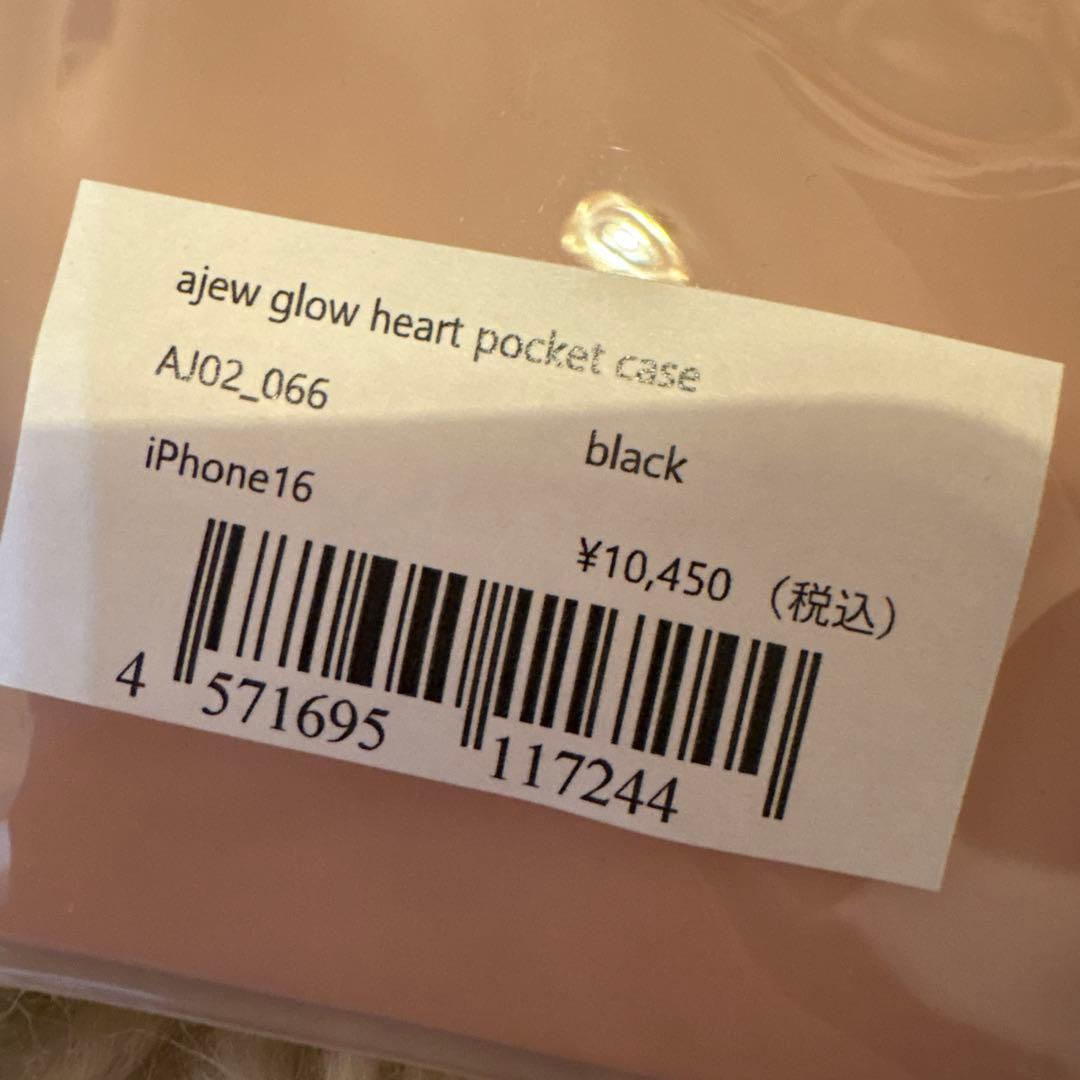 ajew glow heart pocket case
AJ02_066
iPhone16 black
¥10,450 （税込）
4 571695 117244